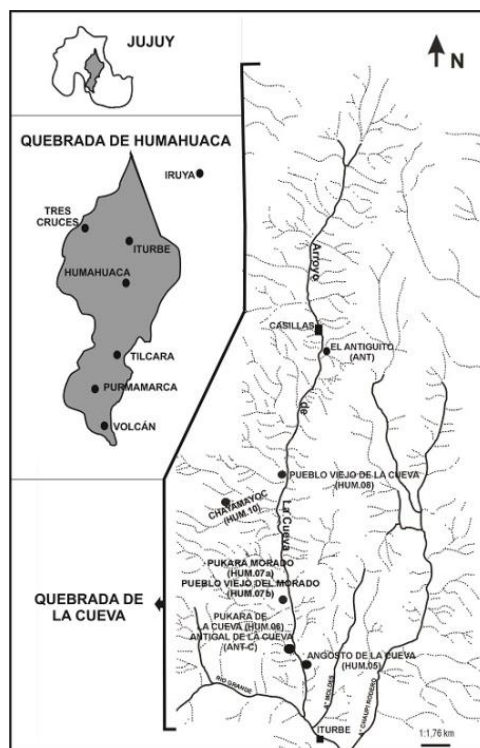 JUJUY
N
QUEBRADA DE HUMAHUACA
IRUYA
TRES
CRUCES
ITURBE
HUMAHUACA
TILCARA
PURMAMARCA
VOLCÁN
QUEBRADA DE
LA CUEVA
Arroyo
de
La Cueva
CASILLAS
EL ANTIGUITO
(ANT)
PUEBLO VIEJO DE LA CUEVA
(HUM.08)
CHAYAMAYOC
(HUM.10)
PUKARA MORADO
(HUM.07a)
PUEBLO VIEJO DEL MORADO
(HUM.07b)
PUKARA DE
LA CUEVA (HUM.06)
ANTIGAL DE LA CUEVA
(ANT-C)
ANGOSTO DE LA CUEVA
(HUM.05)
RIO GRANDE
A° MOLDES
A° CHAUPI RODERO
ITURBE
1:1,76 km